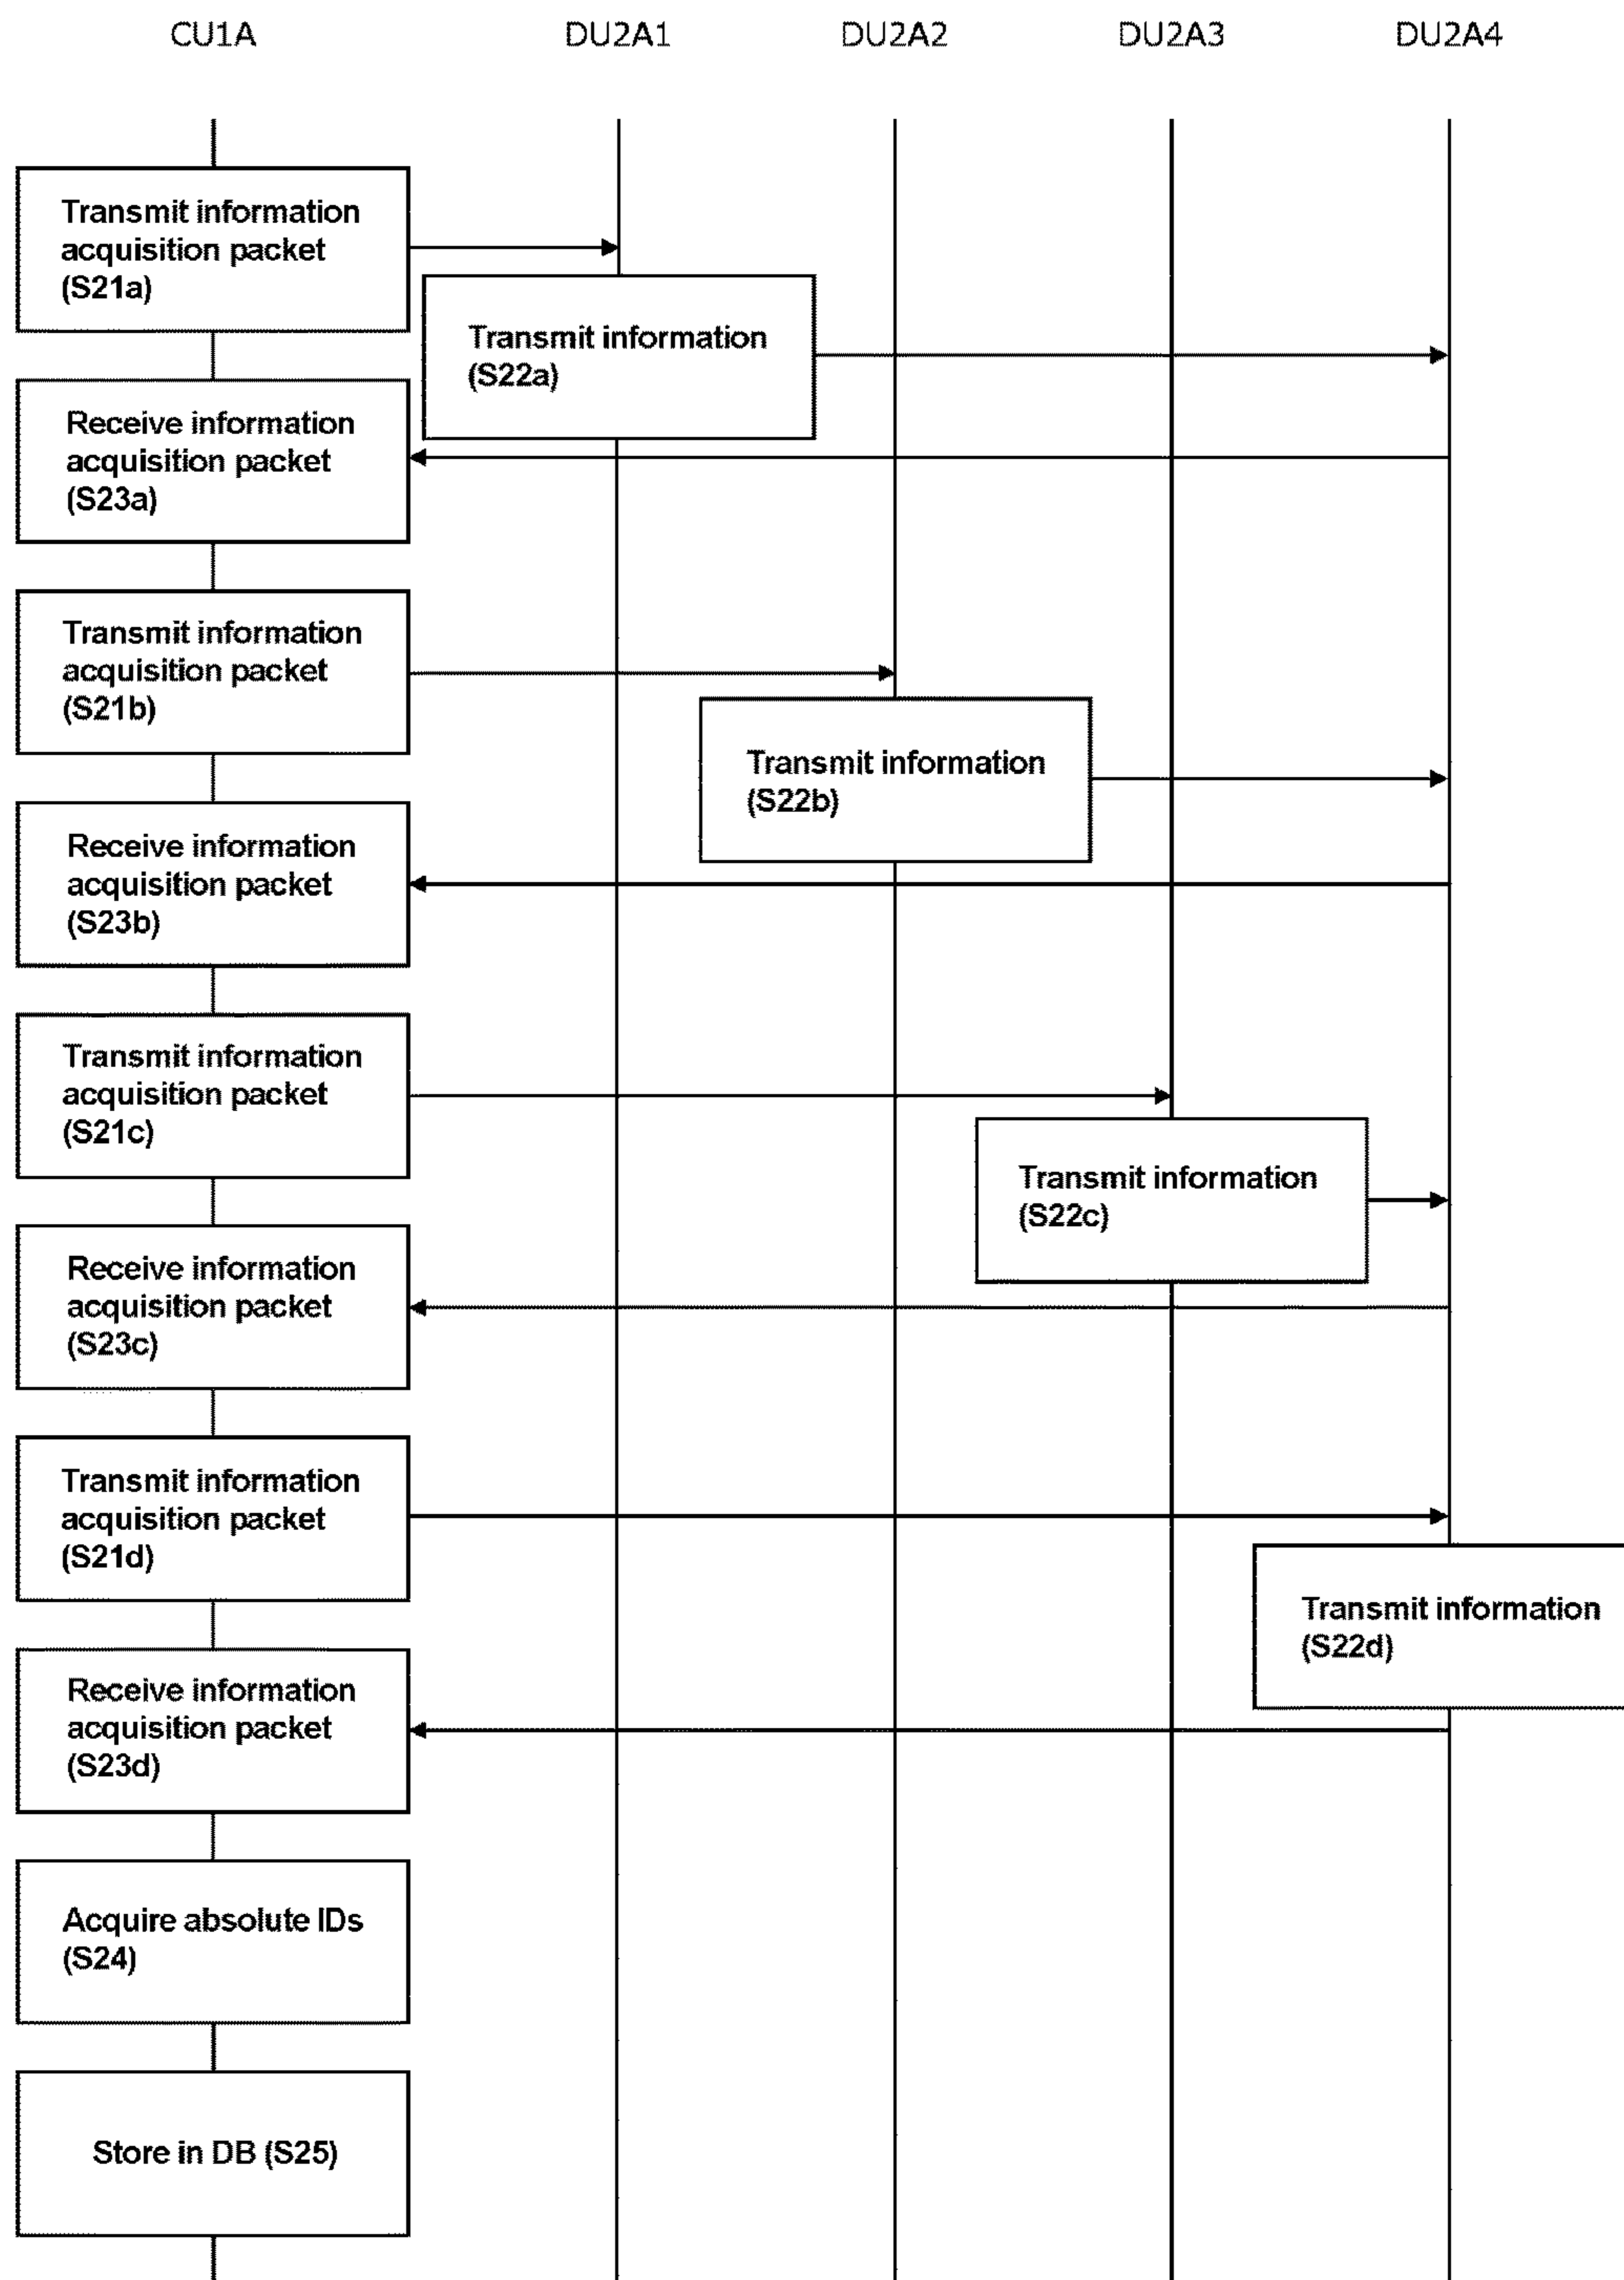 CU1A DU2A1 DU2A2 DU2A3 DU2A4
Transmit information
acquisition packet
(S21a)
Transmit information
(S22a)
Receive information
acquisition packet
(S23a)
Transmit information
acquisition packet
(S21b)
Transmit information
(S22b)
Receive information
acquisition packet
(S23b)
Transmit information
acquisition packet
(S21c)
Transmit information
(S22c)
Receive information
acquisition packet
(S23c)
Transmit information
acquisition packet
(S21d)
Transmit information
(S22d)
Receive information
acquisition packet
(S23d)
Acquire absolute IDs
(S24)
Store in DB (S25)